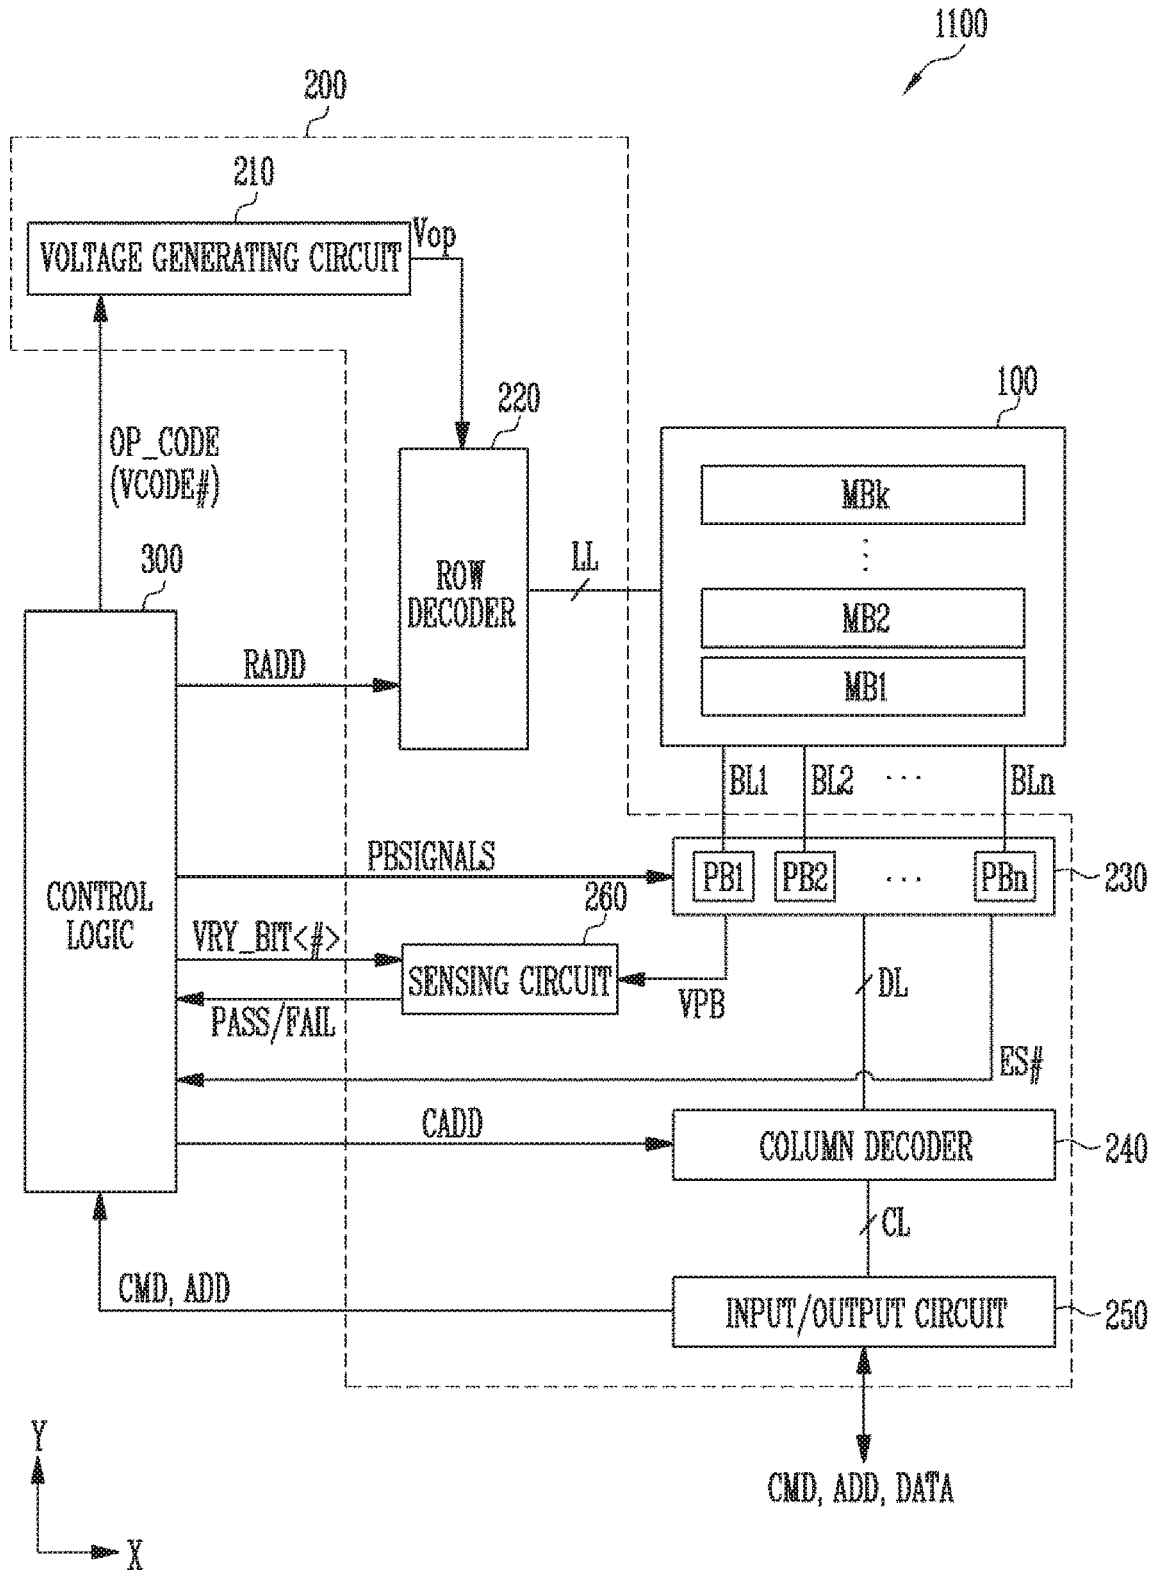 1100
200
210
VOLTAGE GENERATING CIRCUIT
Vop
220
100
OP_CODE
(VCODE#)
MBk
300
ROW
DECODER
LL
MB2
MB1
RADD
BL1
BL2
...
BLn
PBSIGNALS
PB1
PB2
...
PBn
230
CONTROL
LOGIC
260
VRY_BIT<#>
SENSING CIRCUIT
VPB
DL
PASS/FAIL
ES#
CADD
COLUMN DECODER
240
CL
CMD, ADD
INPUT/OUTPUT CIRCUIT
250
Y
X
CMD, ADD, DATA